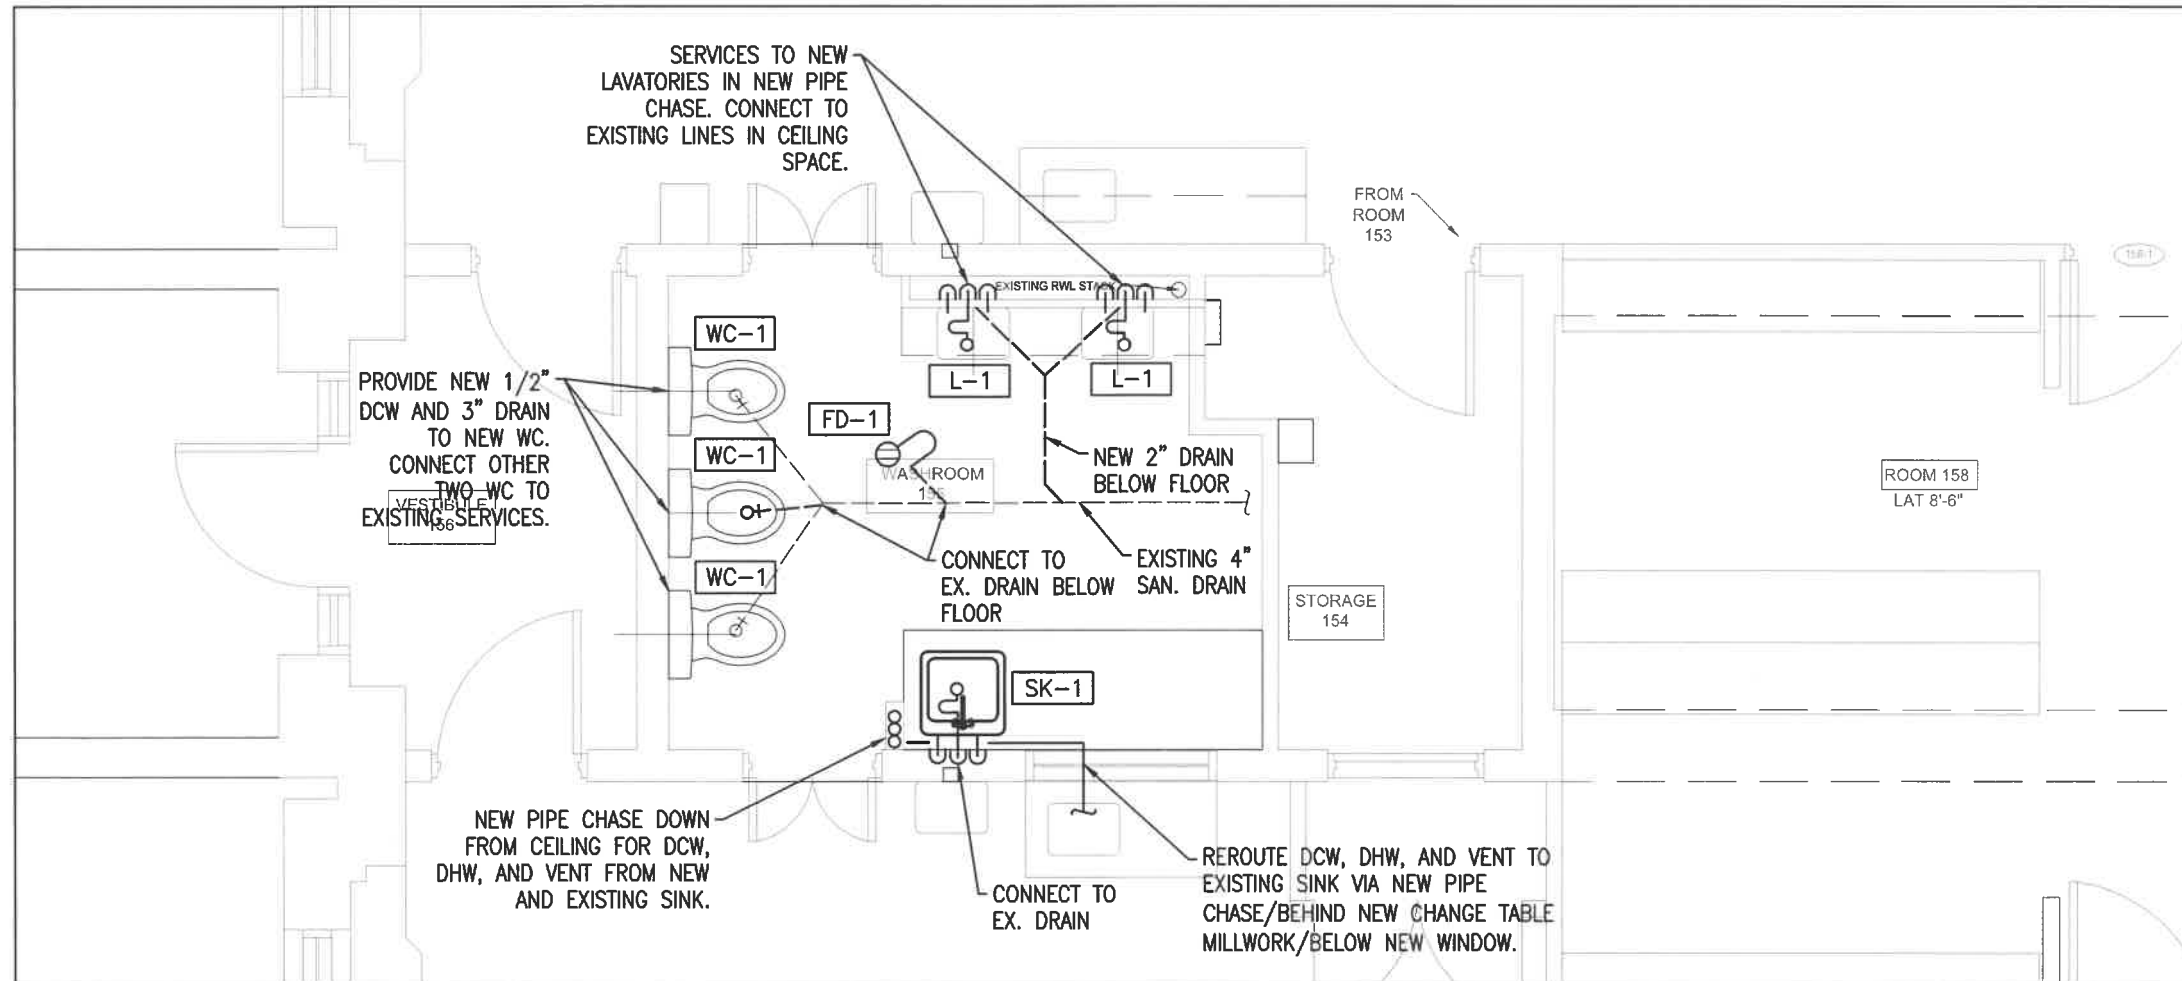 SERVICES TO NEW
LAVATORIES IN NEW PIPE
CHASE. CONNECT TO
EXISTING LINES IN CEILING
SPACE.
FROM
ROOM
153
EXISTING RWL STACK
WC-1
L-1
L-1
PROVIDE NEW 1/2"
DCW AND 3" DRAIN
TO NEW WC.
CONNECT OTHER
TWO WC TO
EXISTING SERVICES.
VESTIBULE
156
FD-1
WC-1
WASHROOM
155
NEW 2" DRAIN
BELOW FLOOR
ROOM 158
LAT 8'-6"
CONNECT TO
EX. DRAIN BELOW
FLOOR
EXISTING 4"
SAN. DRAIN
WC-1
STORAGE
154
SK-1
NEW PIPE CHASE DOWN
FROM CEILING FOR DCW,
DHW, AND VENT FROM NEW
AND EXISTING SINK.
CONNECT TO
EX. DRAIN
REROUTE DCW, DHW, AND VENT TO
EXISTING SINK VIA NEW PIPE
CHASE/BEHIND NEW CHANGE TABLE
MILLWORK/BELOW NEW WINDOW.